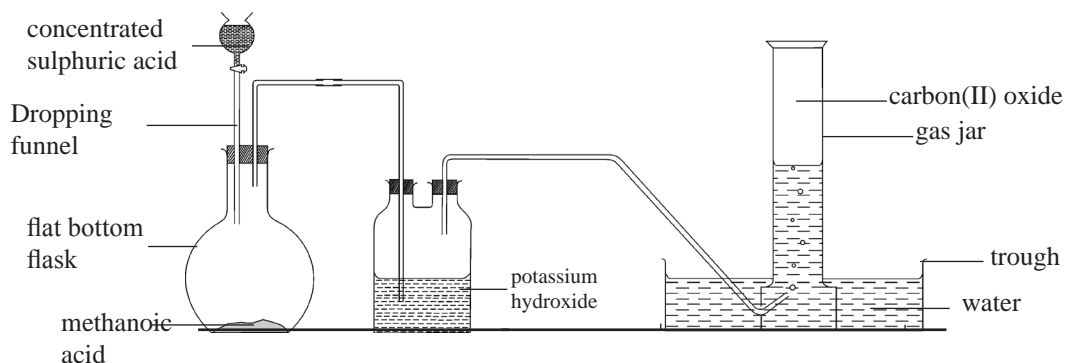 concentrated
sulphuric acid
Dropping
funnel
flat bottom
flask
methanoic
acid
potassium
hydroxide
carbon(II) oxide
gas jar
trough
water